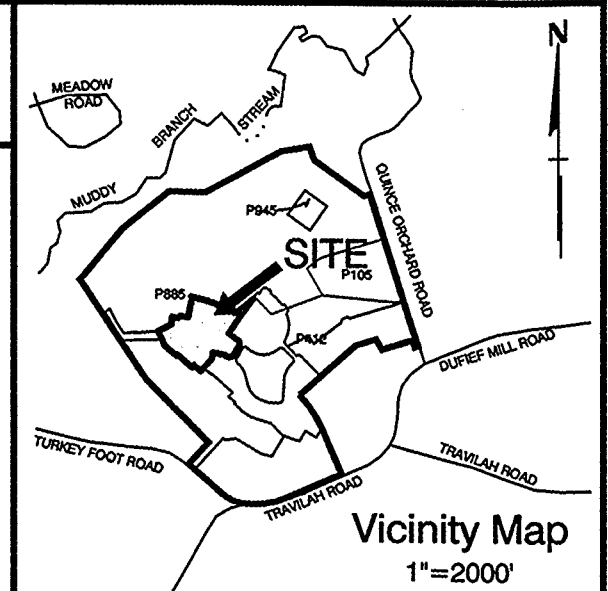 N
MEADOW
ROAD
MUDDY BRANCH STREAM
QUINCE ORCHARD ROAD
P945
SITE
P105
P885
P412
DUFIEF MILL ROAD
TURKEY FOOT ROAD
TRAVILAH ROAD
TRAVILAH ROAD
Vicinity Map
1"=2000'